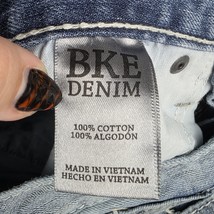 BKE
DENIM
100% COTTON
100% ALGODÓN
MADE IN VIETNAM
HECHO EN VIETNAM